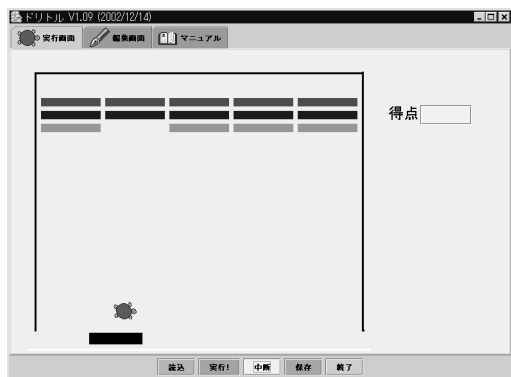 ドリトル V1.09 (2002/12/14)
実行画面 編集画面 マニュアル
得点
読込 実行! 中断 保存 終了